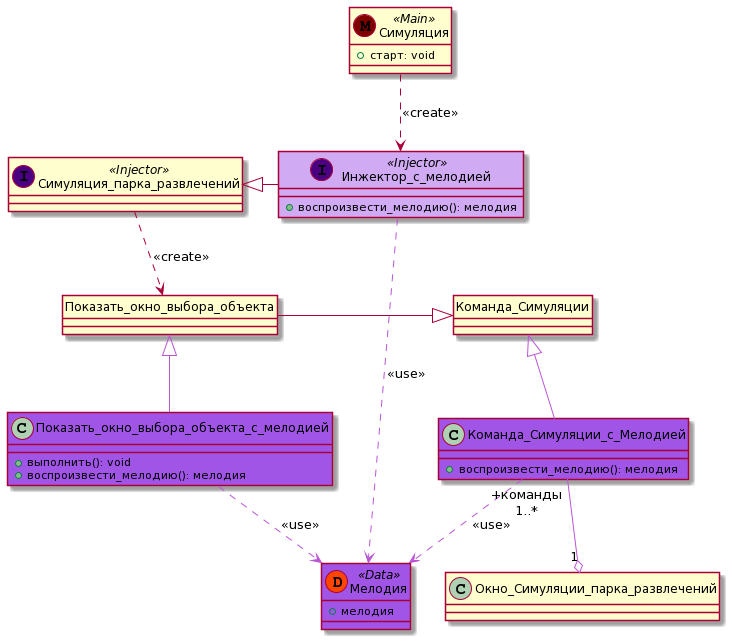 M
«Main»
Симуляция
старт: void
«create»
I
«Injector»
Симуляция_парка_развлечений
I
«Injector»
Инжектор_с_мелодией
воспроизвести_мелодию(): мелодия
«create»
Показать_окно_выбора_объекта
Команда_Симуляции
«use»
C
Показать_окно_выбора_объекта_с_мелодией
выполнить(): void
воспроизвести_мелодию(): мелодия
C
Команда_Симуляции_с_Мелодией
воспроизвести_мелодию(): мелодия
+команды
1..*
«use»
«use»
1
D
«Data»
Мелодия
мелодия
C
Окно_Симуляции_парка_развлечений